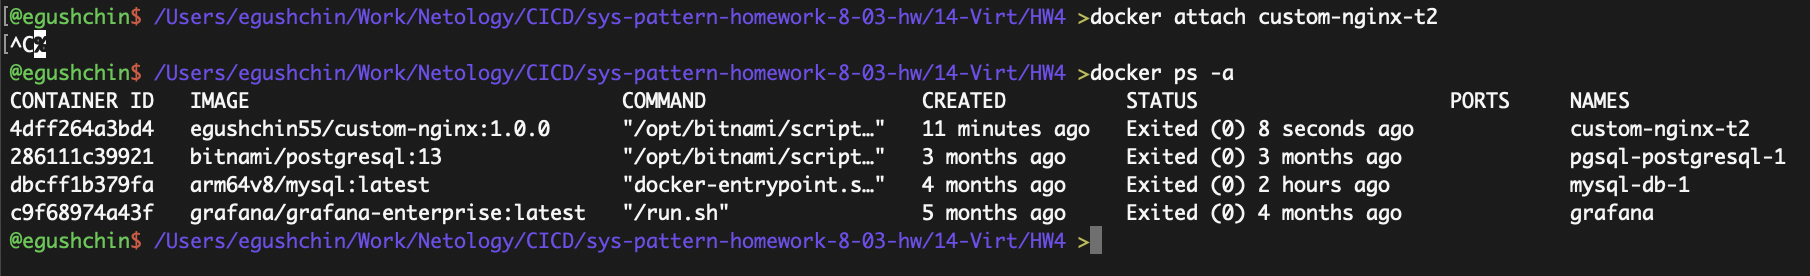 [@egushchin$ /Users/egushchin/Work/Netology/CICD/sys-pattern-homework-8-03-hw/14-Virt/HW4 >docker attach custom-nginx-t2
[^C%
@egushchin$ /Users/egushchin/Work/Netology/CICD/sys-pattern-homework-8-03-hw/14-Virt/HW4 >docker ps -a
CONTAINER ID   IMAGE                               COMMAND                  CREATED          STATUS                     PORTS     NAMES
4dff264a3bd4   egushchin55/custom-nginx:1.0.0      "/opt/bitnami/script…"   11 minutes ago   Exited (0) 8 seconds ago             custom-nginx-t2
286111c39921   bitnami/postgresql:13               "/opt/bitnami/script…"   3 months ago     Exited (0) 3 months ago              pgsql-postgresql-1
dbcff1b379fa   arm64v8/mysql:latest                "docker-entrypoint.s…"   4 months ago     Exited (0) 2 hours ago               mysql-db-1
c9f68974a43f   grafana/grafana-enterprise:latest   "/run.sh"                5 months ago     Exited (0) 4 months ago              grafana
@egushchin$ /Users/egushchin/Work/Netology/CICD/sys-pattern-homework-8-03-hw/14-Virt/HW4 >